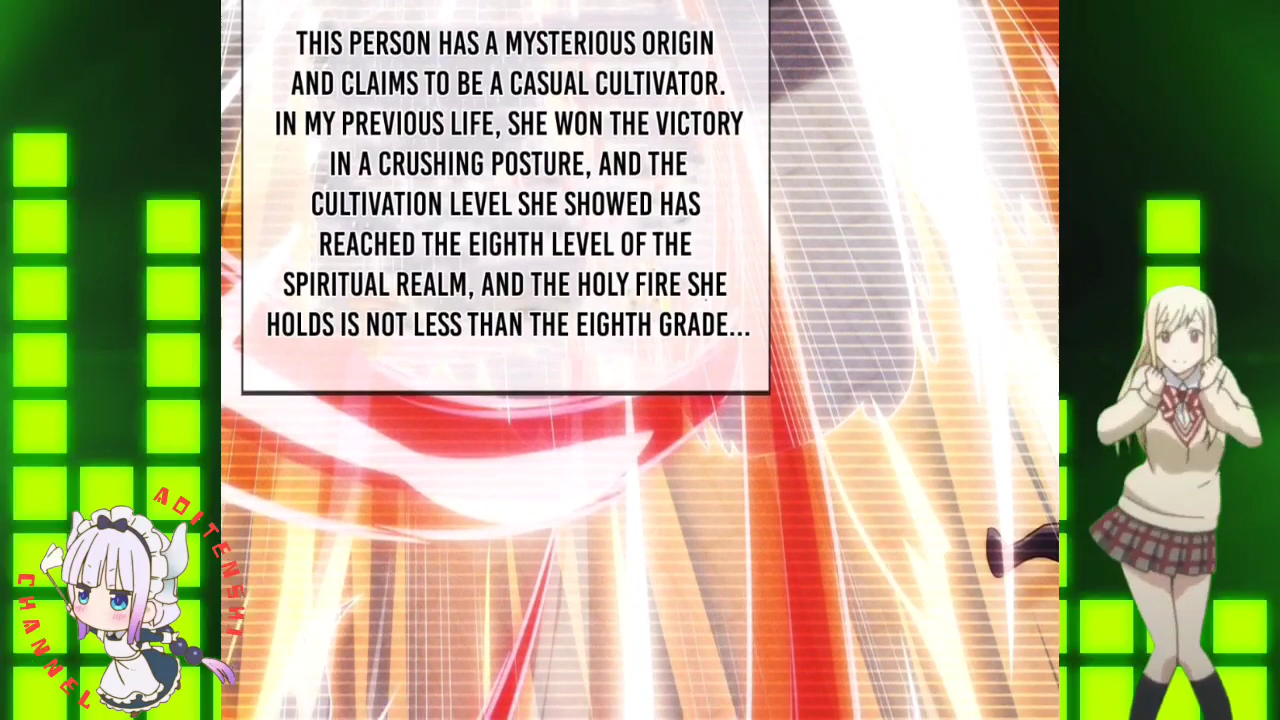 THIS PERSON HAS A MYSTERIOUS ORIGIN
AND CLAIMS TO BE A CASUAL CULTIVATOR.
IN MY PREVIOUS LIFE, SHE WON THE VICTORY
IN A CRUSHING POSTURE, AND THE
CULTIVATION LEVEL SHE SHOWED HAS
REACHED THE EIGHTH LEVEL OF THE
SPIRITUAL REALM, AND THE HOLY FIRE SHE
HOLDS IS NOT LESS THAN THE EIGHTH GRADE...
AOITENSHI
CHANNEL